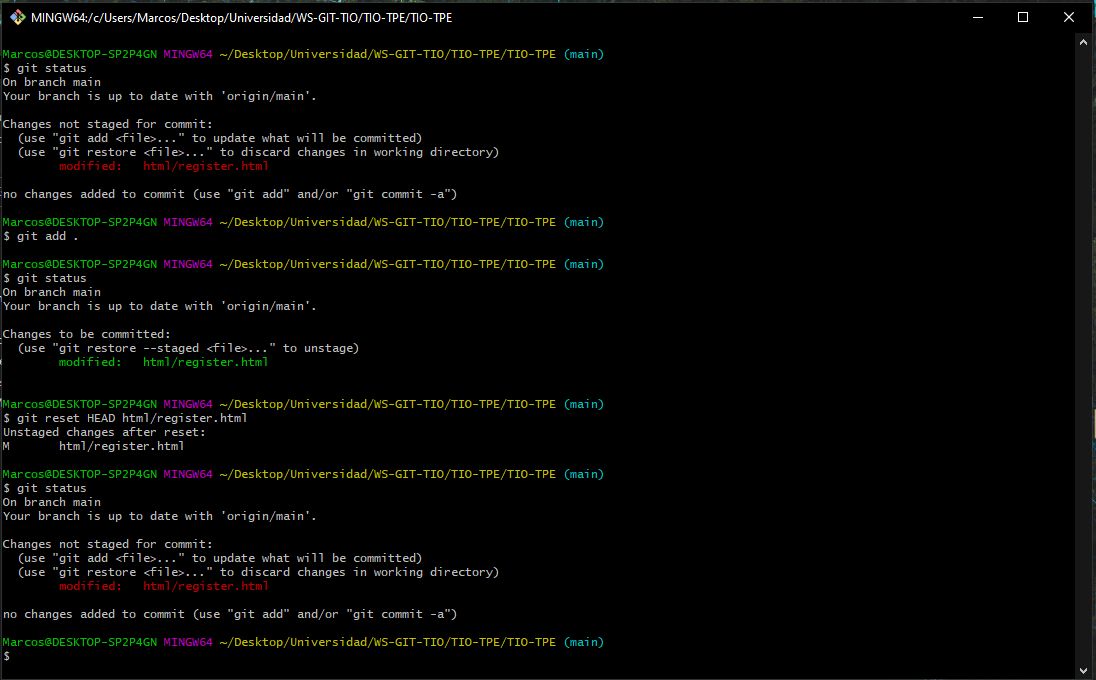 MINGW64:/c/Users/Marcos/Desktop/Universidad/WS-GIT-TIO/TIO-TPE/TIO-TPE
Marcos@DESKTOP-SP2P4GN MINGW64 ~/Desktop/Universidad/WS-GIT-TIO/TIO-TPE/TIO-TPE (main)
$ git status
On branch main
Your branch is up to date with 'origin/main'.
Changes not staged for commit:
  (use "git add <file>..." to update what will be committed)
  (use "git restore <file>..." to discard changes in working directory)
        modified:   html/register.html
no changes added to commit (use "git add" and/or "git commit -a")
Marcos@DESKTOP-SP2P4GN MINGW64 ~/Desktop/Universidad/WS-GIT-TIO/TIO-TPE/TIO-TPE (main)
$ git add .
Marcos@DESKTOP-SP2P4GN MINGW64 ~/Desktop/Universidad/WS-GIT-TIO/TIO-TPE/TIO-TPE (main)
$ git status
On branch main
Your branch is up to date with 'origin/main'.
Changes to be committed:
  (use "git restore --staged <file>..." to unstage)
        modified:   html/register.html
Marcos@DESKTOP-SP2P4GN MINGW64 ~/Desktop/Universidad/WS-GIT-TIO/TIO-TPE/TIO-TPE (main)
$ git reset HEAD html/register.html
Unstaged changes after reset:
M       html/register.html
Marcos@DESKTOP-SP2P4GN MINGW64 ~/Desktop/Universidad/WS-GIT-TIO/TIO-TPE/TIO-TPE (main)
$ git status
On branch main
Your branch is up to date with 'origin/main'.
Changes not staged for commit:
  (use "git add <file>..." to update what will be committed)
  (use "git restore <file>..." to discard changes in working directory)
        modified:   html/register.html
no changes added to commit (use "git add" and/or "git commit -a")
Marcos@DESKTOP-SP2P4GN MINGW64 ~/Desktop/Universidad/WS-GIT-TIO/TIO-TPE/TIO-TPE (main)
$